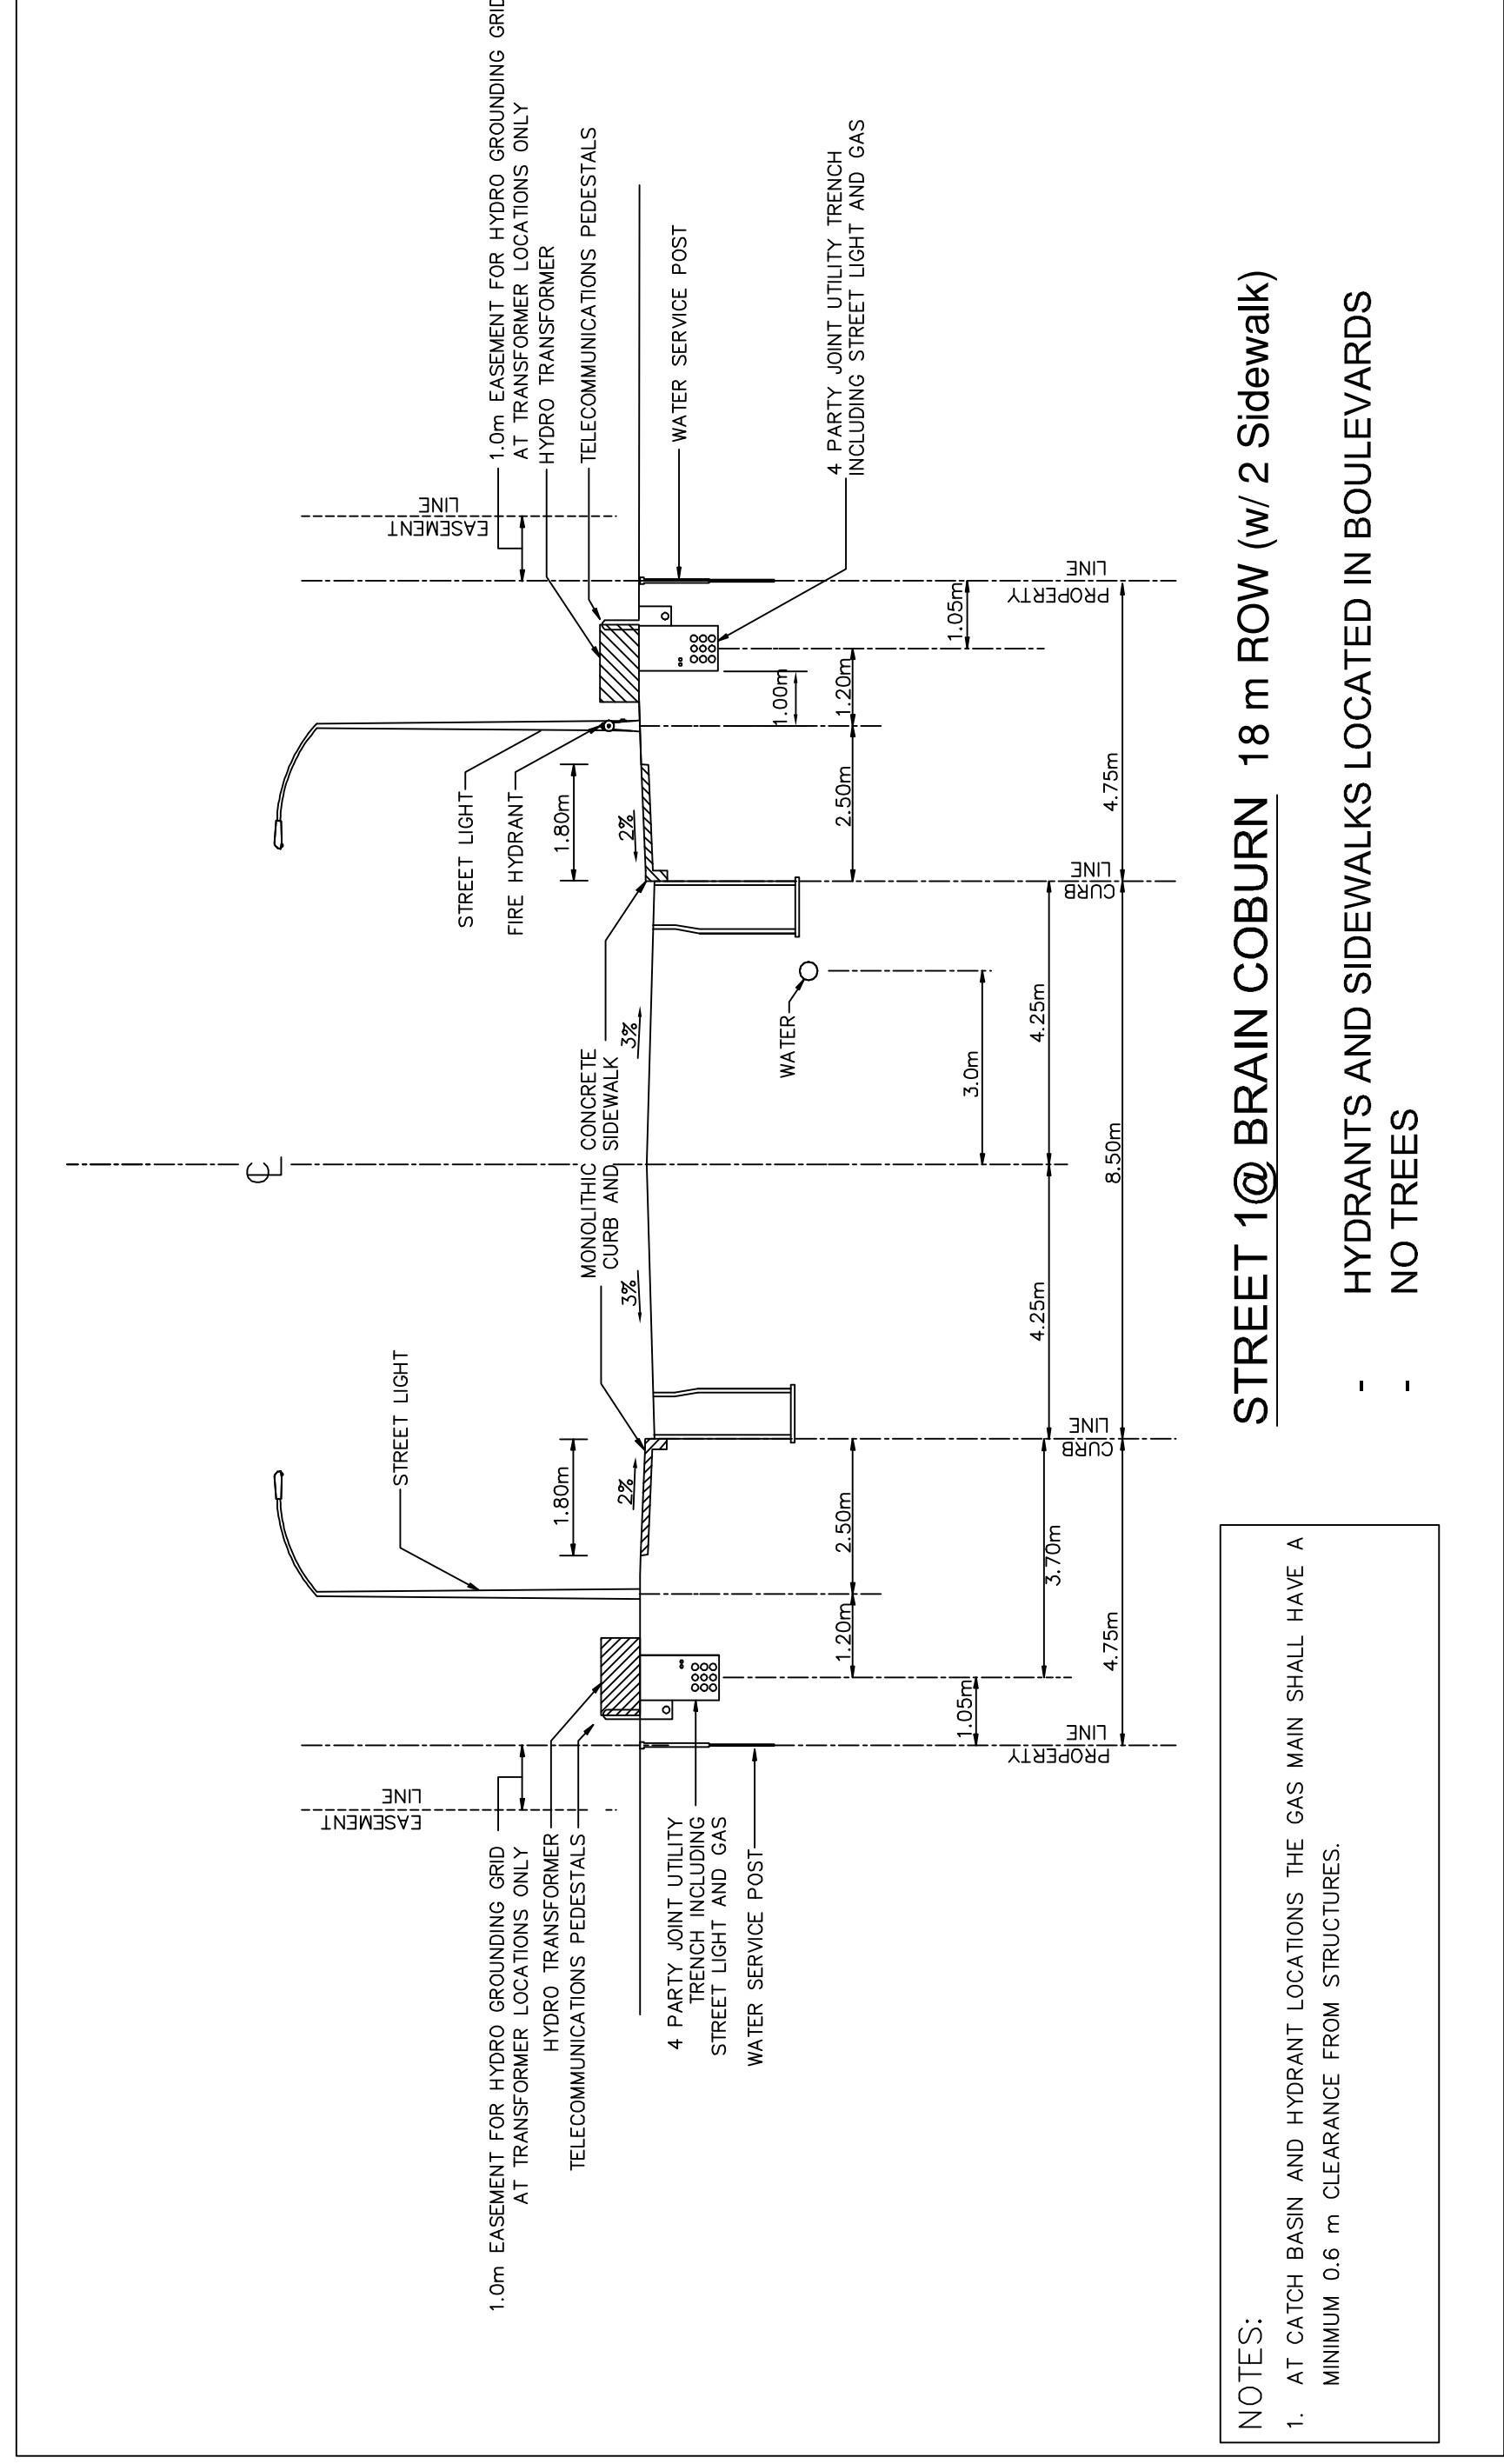 ℄
STREET LIGHT
STREET LIGHT
FIRE HYDRANT
EASEMENT
LINE
EASEMENT
LINE
1.0m EASEMENT FOR HYDRO GROUNDING GRID
AT TRANSFORMER LOCATIONS ONLY
HYDRO TRANSFORMER
TELECOMMUNICATIONS PEDESTALS
1.80m
2%
MONOLITHIC CONCRETE
CURB AND SIDEWALK
3%
3%
1.80m
2%
1.0m EASEMENT FOR HYDRO GROUNDING GRID
AT TRANSFORMER LOCATIONS ONLY
HYDRO TRANSFORMER
TELECOMMUNICATIONS PEDESTALS
4 PARTY JOINT UTILITY
TRENCH INCLUDING
STREET LIGHT AND GAS
WATER SERVICE POST
WATER
WATER SERVICE POST
4 PARTY JOINT UTILITY TRENCH
INCLUDING STREET LIGHT AND GAS
1.00m
1.20m
2.50m
2.50m
1.20m
1.05m
3.0m
1.05m
3.70m
4.25m
4.25m
PROPERTY
LINE
CURB
LINE
CURB
LINE
PROPERTY
LINE
4.75m
8.50m
4.75m
STREET 1@ BRAIN COBURN 18 m ROW (w/ 2 Sidewalk)
- HYDRANTS AND SIDEWALKS LOCATED IN BOULEVARDS
- NO TREES
NOTES:
1. AT CATCH BASIN AND HYDRANT LOCATIONS THE GAS MAIN SHALL HAVE A
MINIMUM 0.6 m CLEARANCE FROM STRUCTURES.